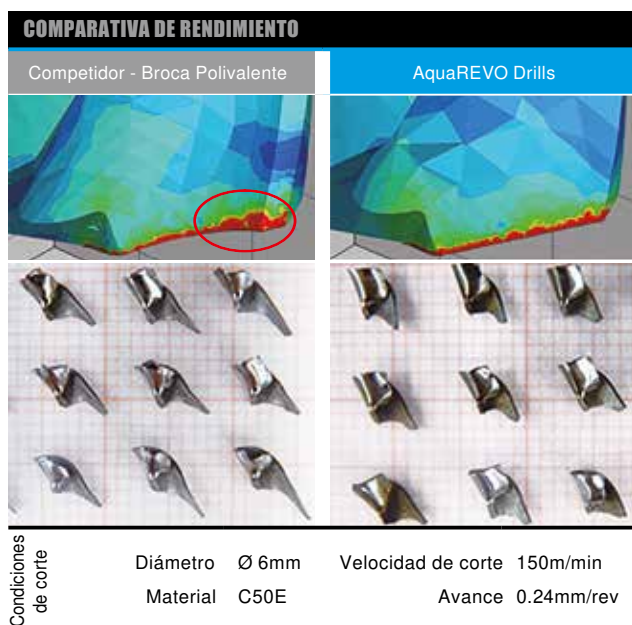 COMPARATIVA DE RENDIMIENTO
Competidor - Broca Polivalente
AquaREVO Drills
Condiciones
de corte
Diámetro Ø 6mm Velocidad de corte 150m/min
Material C50E Avance 0.24mm/rev